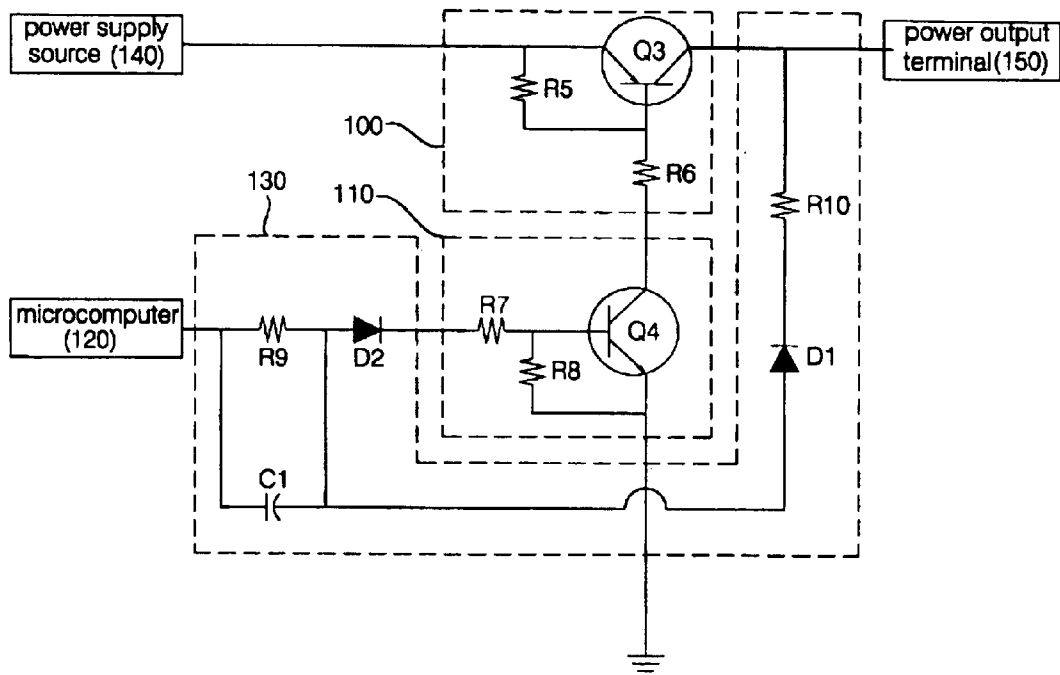 power supply
source (140)
Q3
power output
terminal(150)
R5
100
R6
130
110
R10
microcomputer
(120)
R7
Q4
R9
D2
R8
D1
C1